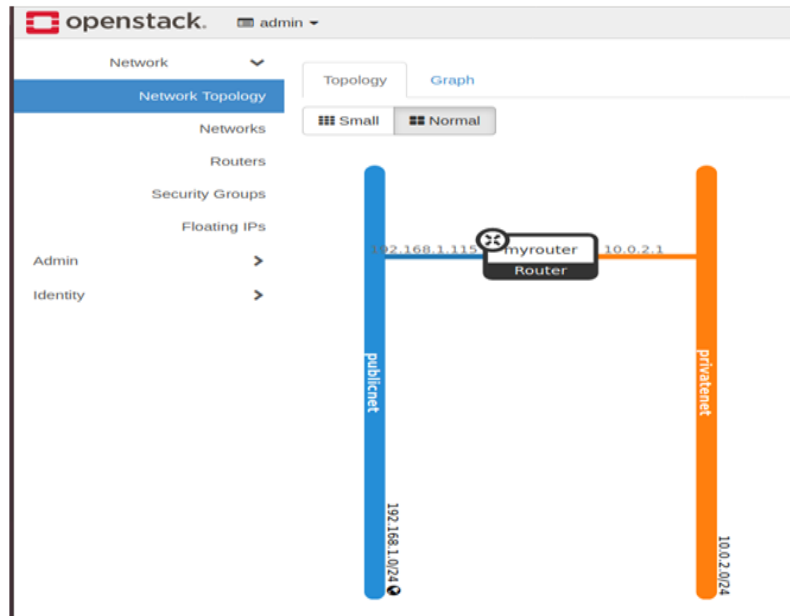 openstack. admin
Network
Network Topology
Networks
Routers
Security Groups
Floating IPs
Admin
Identity
Topology Graph
Small Normal
192.168.1.115 myrouter 10.0.2.1
Router
publicnet
privatenet
192.168.1.0/24
10.0.2.0/24